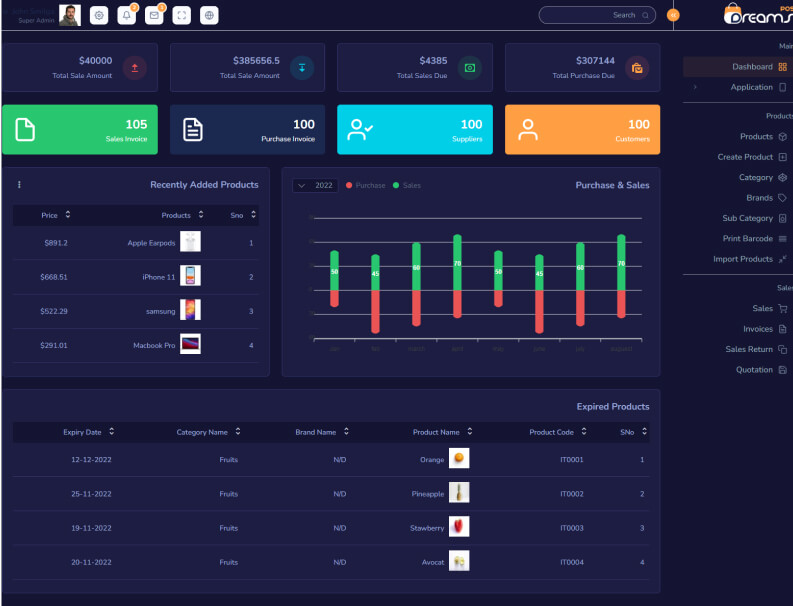 Super Admin
Search
POS
Dreams
$40000
Total Sale Amount
$385656.5
Total Sale Amount
$4385
Total Sales Due
$307144
Total Purchase Due
105
Sales Invoice
100
Purchase Invoice
100
Suppliers
100
Customers
Main
Dashboard
Application
Products
Products
Create Product
Category
Brands
Sub Category
Print Barcode
Import Products
Sales
Sales
Invoices
Sales Return
Quotation
Recently Added Products
Price Products Sno
$891.2 Apple Earpods 1
$668.51 iPhone 11 2
$522.29 samsung 3
$291.01 Macbook Pro 4
2022 Purchase Sales
Purchase & Sales
50 45 60 70 50 45 60 70
Expired Products
Expiry Date Category Name Brand Name Product Name Product Code SNo
12-12-2022 Fruits N/D Orange IT0001 1
25-11-2022 Fruits N/D Pineapple IT0002 2
19-11-2022 Fruits N/D Stawberry IT0003 3
20-11-2022 Fruits N/D Avocat IT0004 4